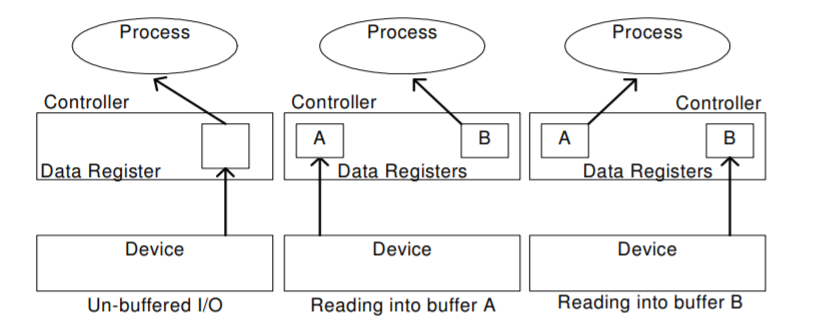 Process
Controller
Data Register
Device
Un-buffered I/O
Process
Controller
A
B
Data Registers
Device
Reading into buffer A
Process
Controller
A
B
Data Registers
Device
Reading into buffer B